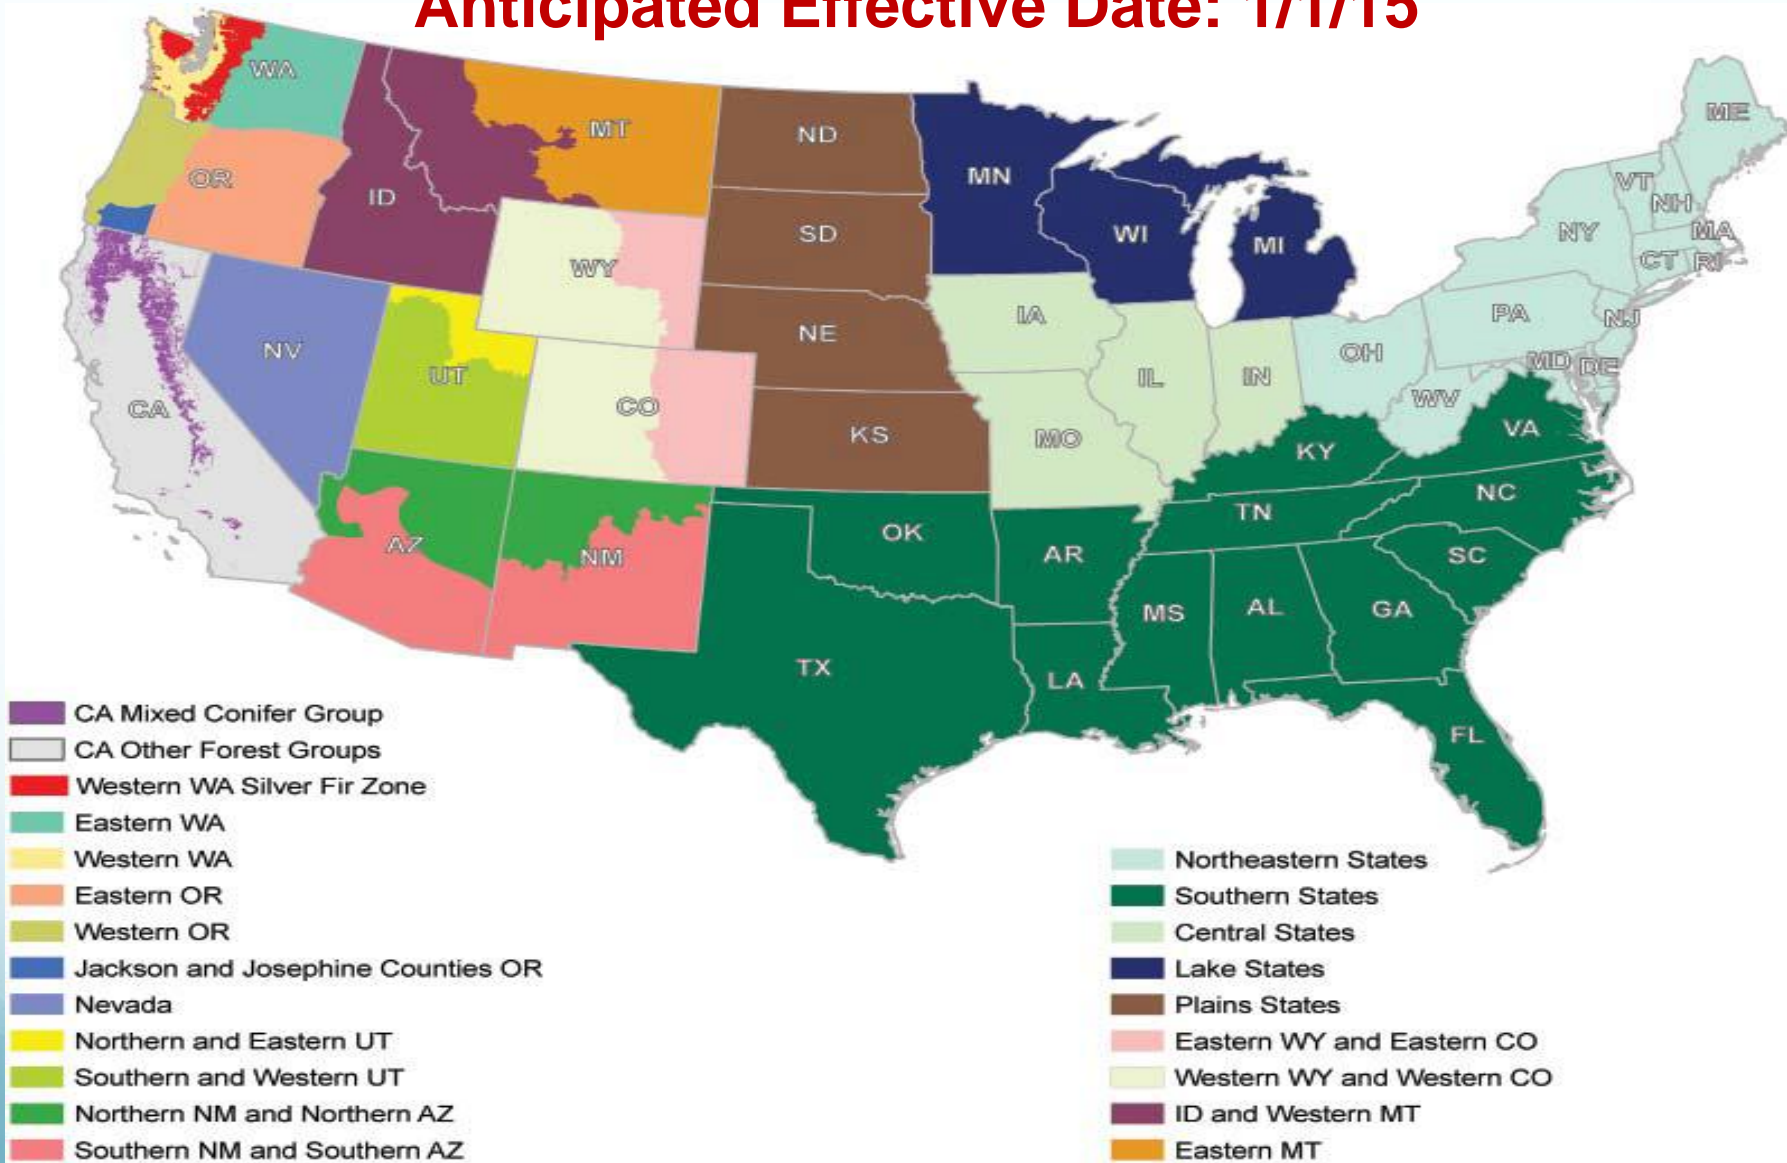 Anticipated Effective Date: 1/1/15
WA
MT
ND
MN
ME
OR
ID
SD
WI
MI
VT
NH
NY
MA
CT
RI
WY
NE
IA
PA
NJ
NV
UT
CO
IL
IN
OH
MD
DE
WV
CA
KS
MO
KY
VA
AZ
NM
OK
AR
TN
NC
SC
TX
LA
MS
AL
GA
FL
CA Mixed Conifer Group
CA Other Forest Groups
Western WA Silver Fir Zone
Eastern WA
Western WA
Eastern OR
Western OR
Jackson and Josephine Counties OR
Nevada
Northern and Eastern UT
Southern and Western UT
Northern NM and Northern AZ
Southern NM and Southern AZ
Northeastern States
Southern States
Central States
Lake States
Plains States
Eastern WY and Eastern CO
Western WY and Western CO
ID and Western MT
Eastern MT